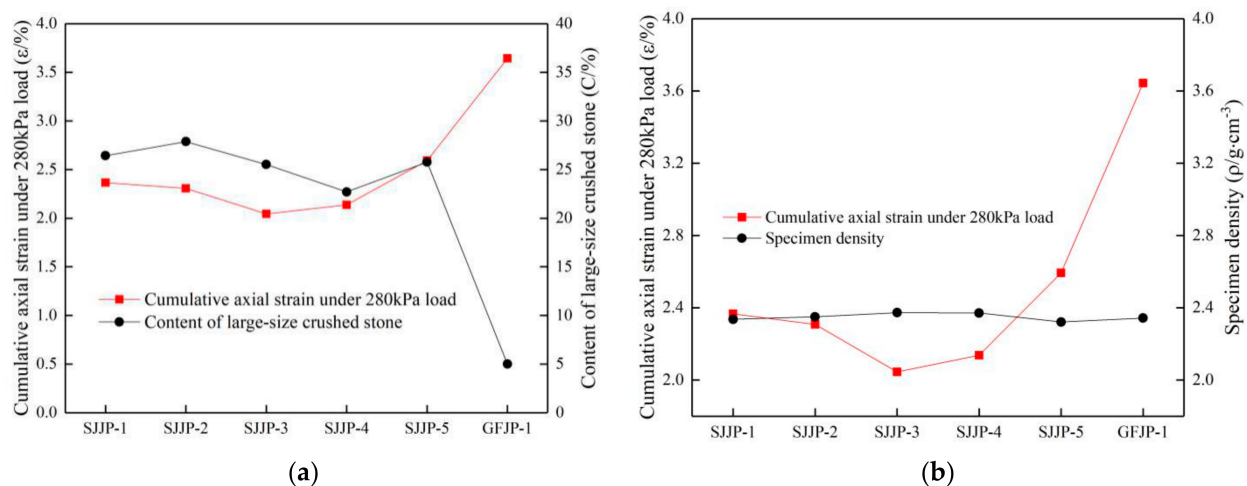 Cumulative axial strain under 280kPa load (ε/%)
4.0
3.5
3.0
2.5
2.0
1.5
1.0
0.5
0.0
Cumulative axial strain under 280kPa load
Content of large-size crushed stone
SJJP-1 SJJP-2 SJJP-3 SJJP-4 SJJP-5 GFJP-1
40
35
30
25
20
15
10
5
0
Content of large-size crushed stone (C/%)
(a)
Cumulative axial strain under 280kPa load (ε/%)
4.0
3.6
3.2
2.8
2.4
2.0
Cumulative axial strain under 280kPa load
Specimen density
SJJP-1 SJJP-2 SJJP-3 SJJP-4 SJJP-5 GFJP-1
4.0
3.6
3.2
2.8
2.4
2.0
Specimen density (ρ/g·cm⁻³)
(b)